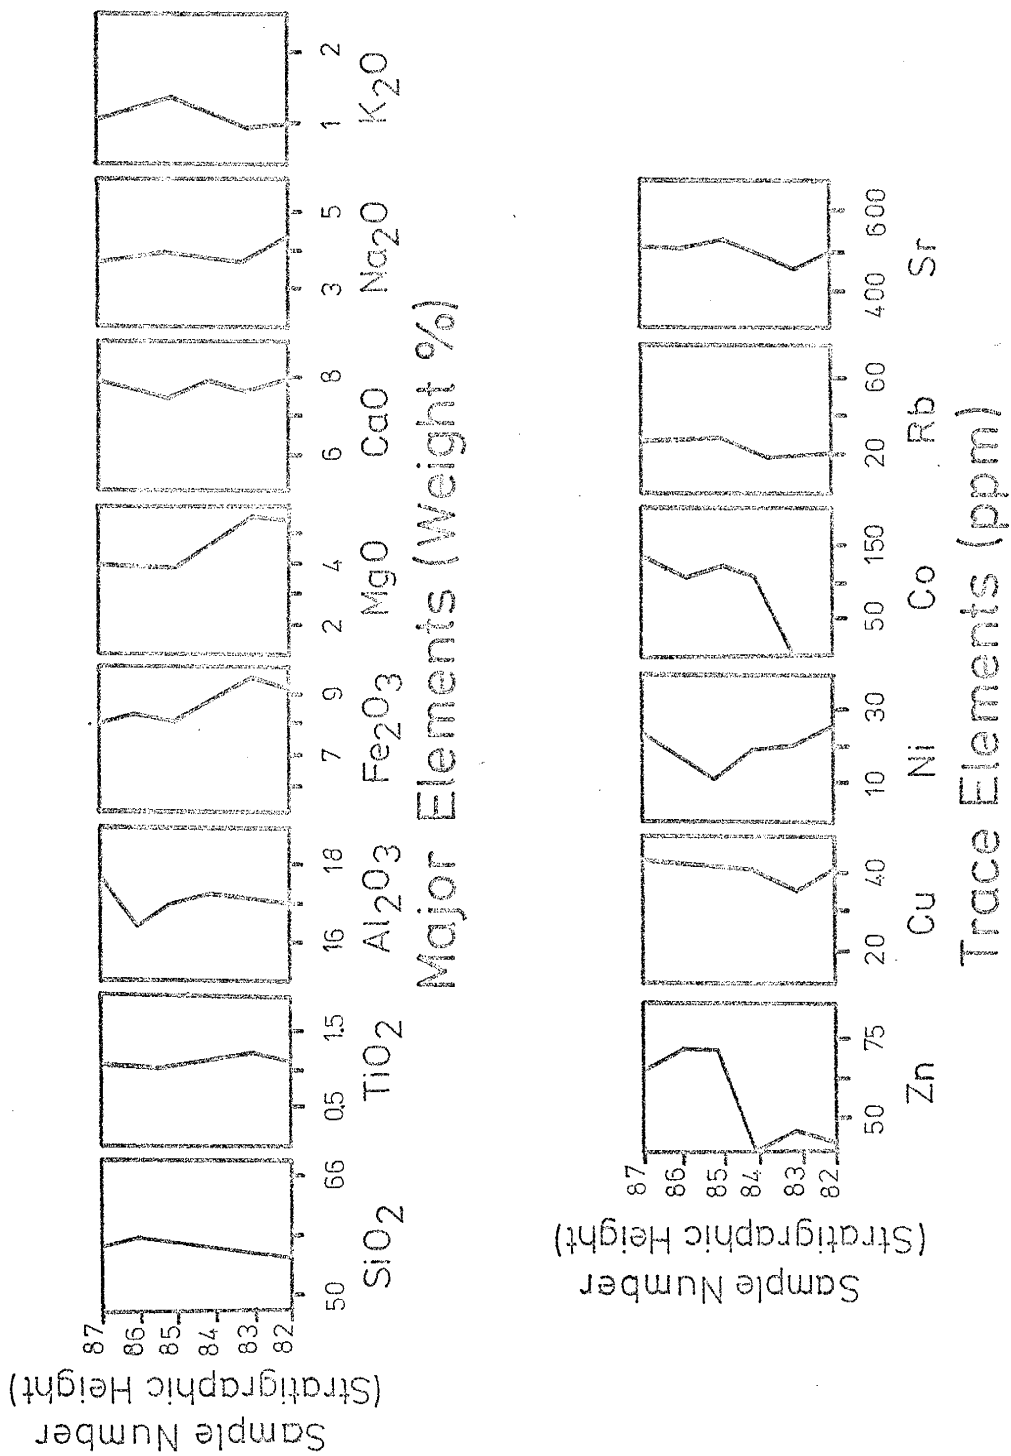 Sample Number
(Stratigraphic Height)
87
86
85
84
83
82
50 66 0.5 1.5 16 18 7 9 2 4 6 8 3 5 1 2
SiO2 TiO2 Al2O3 Fe2O3 MgO CaO Na2O K2O
Major Elements (Weight %)
Sample Number
(Stratigraphic Height)
87
86
85
84
83
82
50 75 20 40 10 30 50 150 20 60 400 600
Zn Cu Ni Co Rb Sr
Trace Elements (ppm)